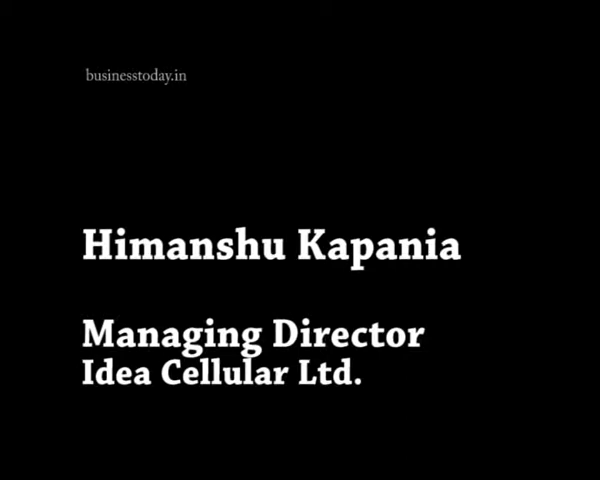 businesstoday.in
Himanshu Kapania
Managing Director
Idea Cellular Ltd.